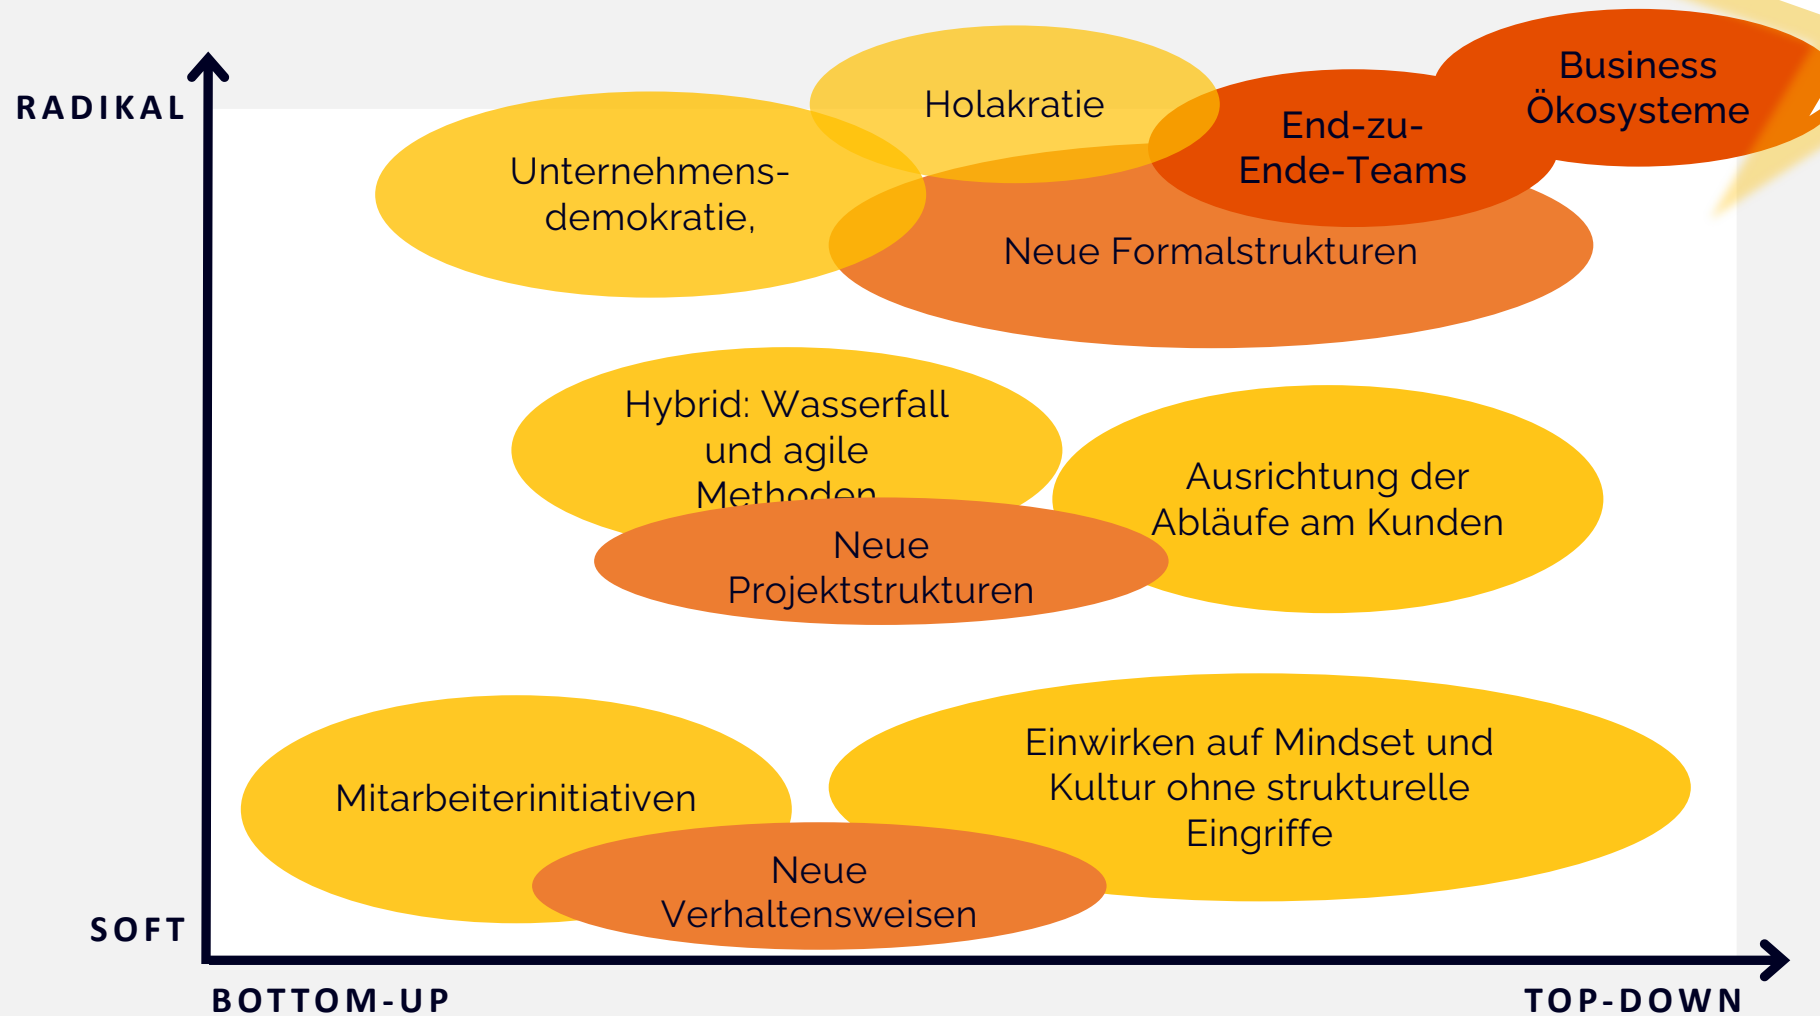 RADIKAL
Business
Ökosysteme
Holakratie
End-zu-
Ende-Teams
Unternehmens-
demokratie,
Neue Formalstrukturen
Hybrid: Wasserfall
und agile
Methoden
Ausrichtung der
Abläufe am Kunden
Neue
Projektstrukturen
Einwirken auf Mindset und
Kultur ohne strukturelle
Eingriffe
Mitarbeiterinitiativen
Neue
Verhaltensweisen
SOFT
BOTTOM-UP
TOP-DOWN